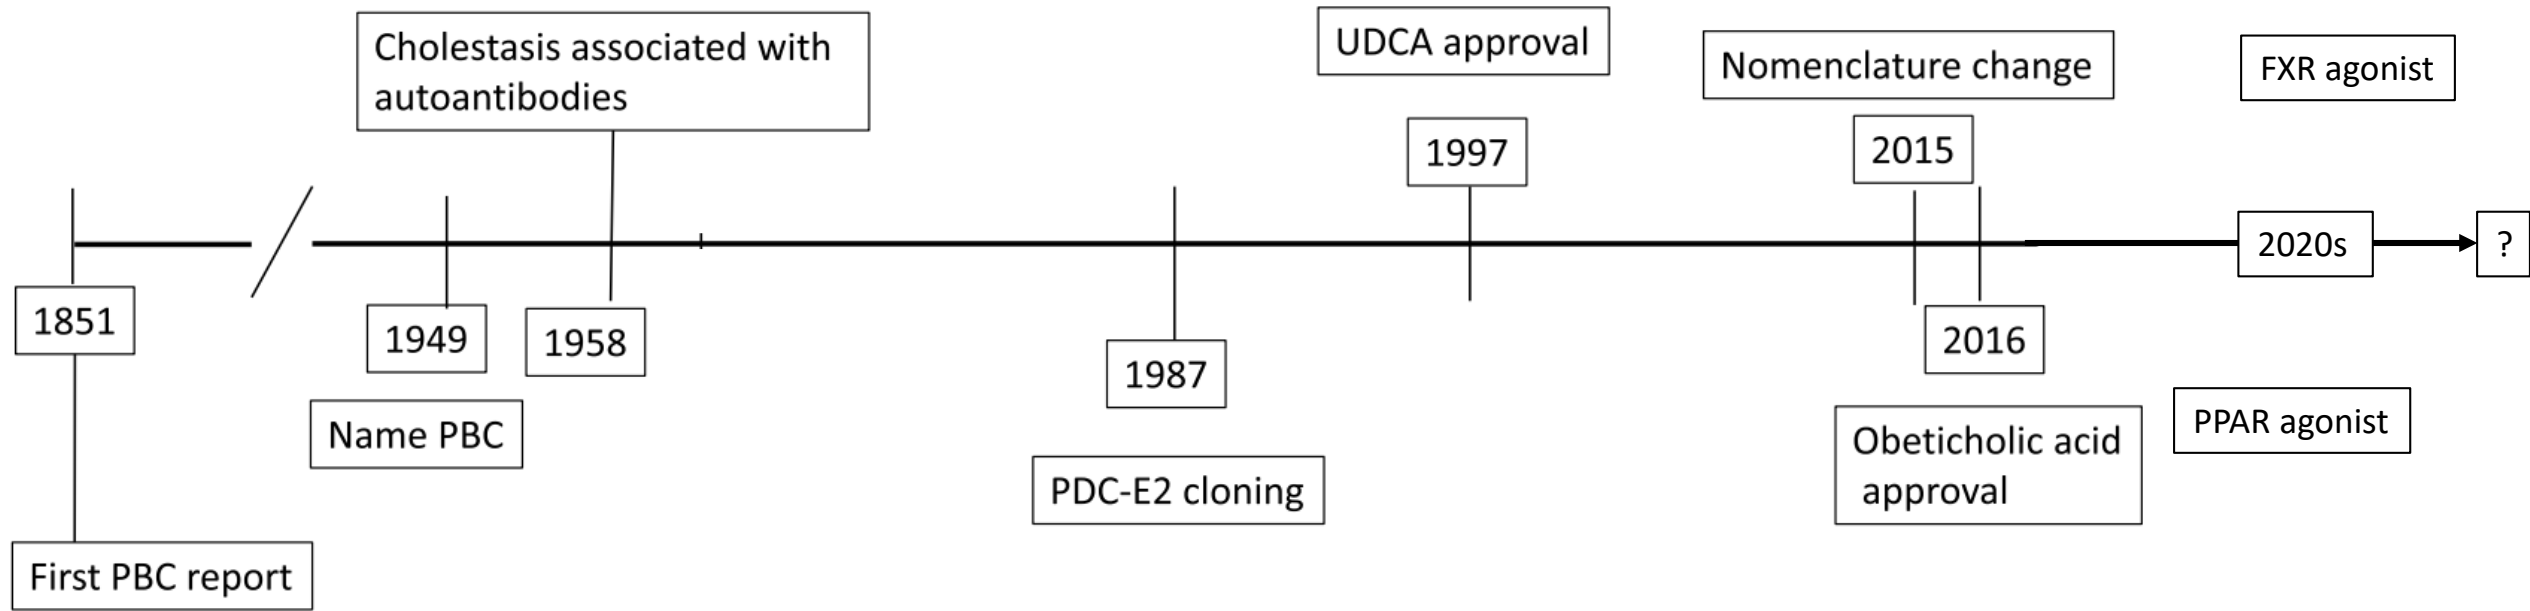 Cholestasis associated with
autoantibodies
UDCA approval
Nomenclature change
FXR agonist
1997
2015
2020s
?
1851
1949
1958
1987
2016
Name PBC
PDC-E2 cloning
Obeticholic acid
approval
PPAR agonist
First PBC report